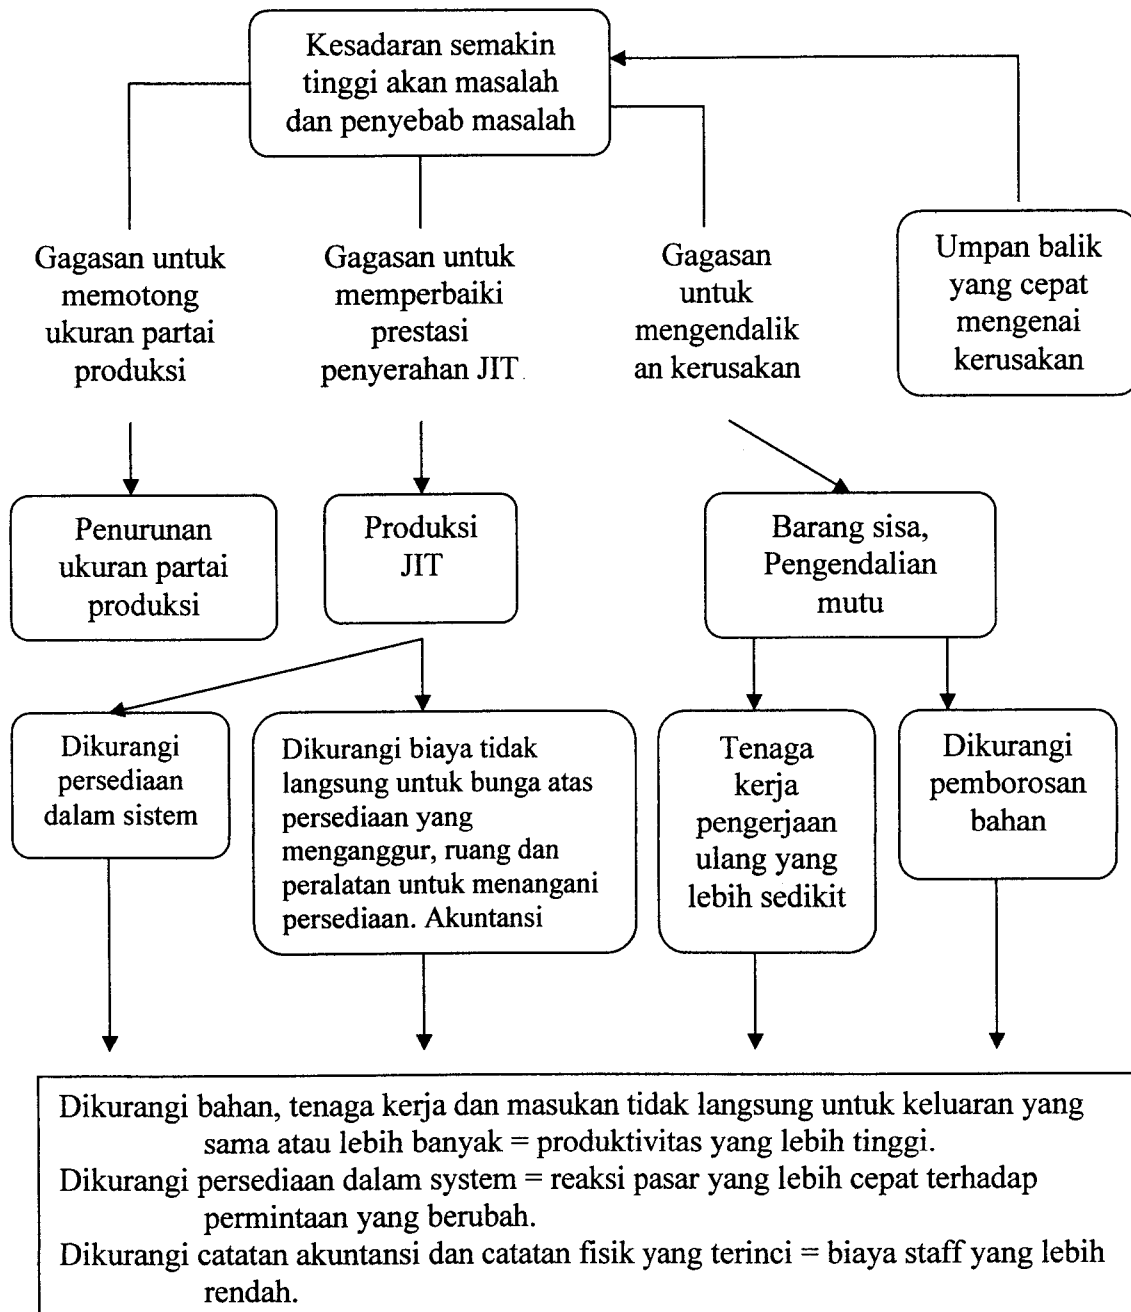 Kesadaran semakin
tinggi akan masalah
dan penyebab masalah
Gagasan untuk
memotong
ukuran partai
produksi
Gagasan untuk
memperbaiki
prestasi
penyerahan JIT
Gagasan
untuk
mengendalik
an kerusakan
Umpan balik
yang cepat
mengenai
kerusakan
Penurunan
ukuran partai
produksi
Produksi
JIT
Barang sisa,
Pengendalian
mutu
Dikurangi
persediaan
dalam sistem
Dikurangi biaya tidak
langsung untuk bunga atas
persediaan yang
menganggur, ruang dan
peralatan untuk menangani
persediaan. Akuntansi
Tenaga
kerja
pengerjaan
ulang yang
lebih sedikit
Dikurangi
pemborosan
bahan
Dikurangi bahan, tenaga kerja dan masukan tidak langsung untuk keluaran yang
sama atau lebih banyak = produktivitas yang lebih tinggi.
Dikurangi persediaan dalam system = reaksi pasar yang lebih cepat terhadap
permintaan yang berubah.
Dikurangi catatan akuntansi dan catatan fisik yang terinci = biaya staff yang lebih
rendah.